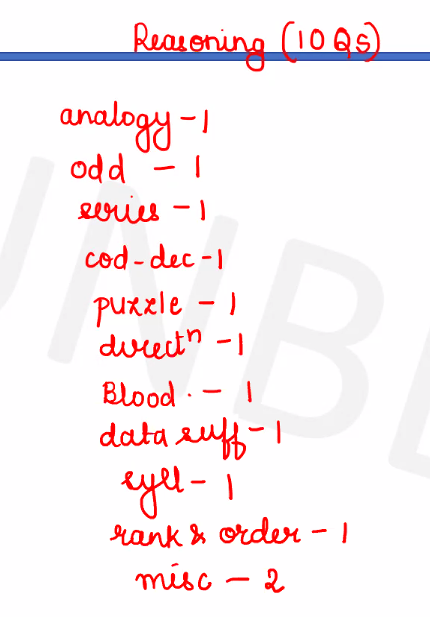 Reasoning (10 Qs)
analogy - 1
odd - 1
series - 1
cod-dec - 1
puzzle - 1
directn - 1
Blood. - 1
data suff - 1
syll - 1
rank & order - 1
misc - 2